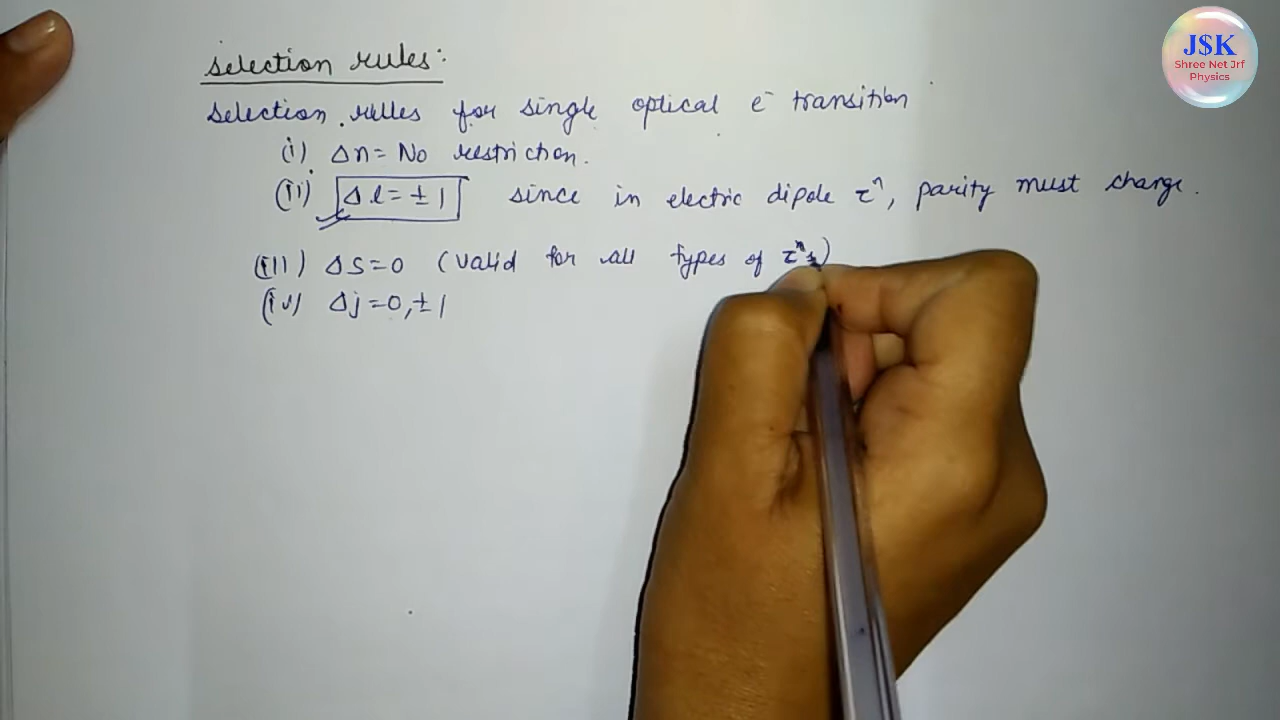 J$K
Shree Net Jrf
Physics
selection rules:
selection rules for single optical e⁻ transition
(i) Δn = No restriction.
(ii) Δl = ± 1 since in electric dipole τⁿ, parity must change.
(iii) Δs = 0 (valid for all types of τⁿs)
(iv) Δj = 0, ± 1